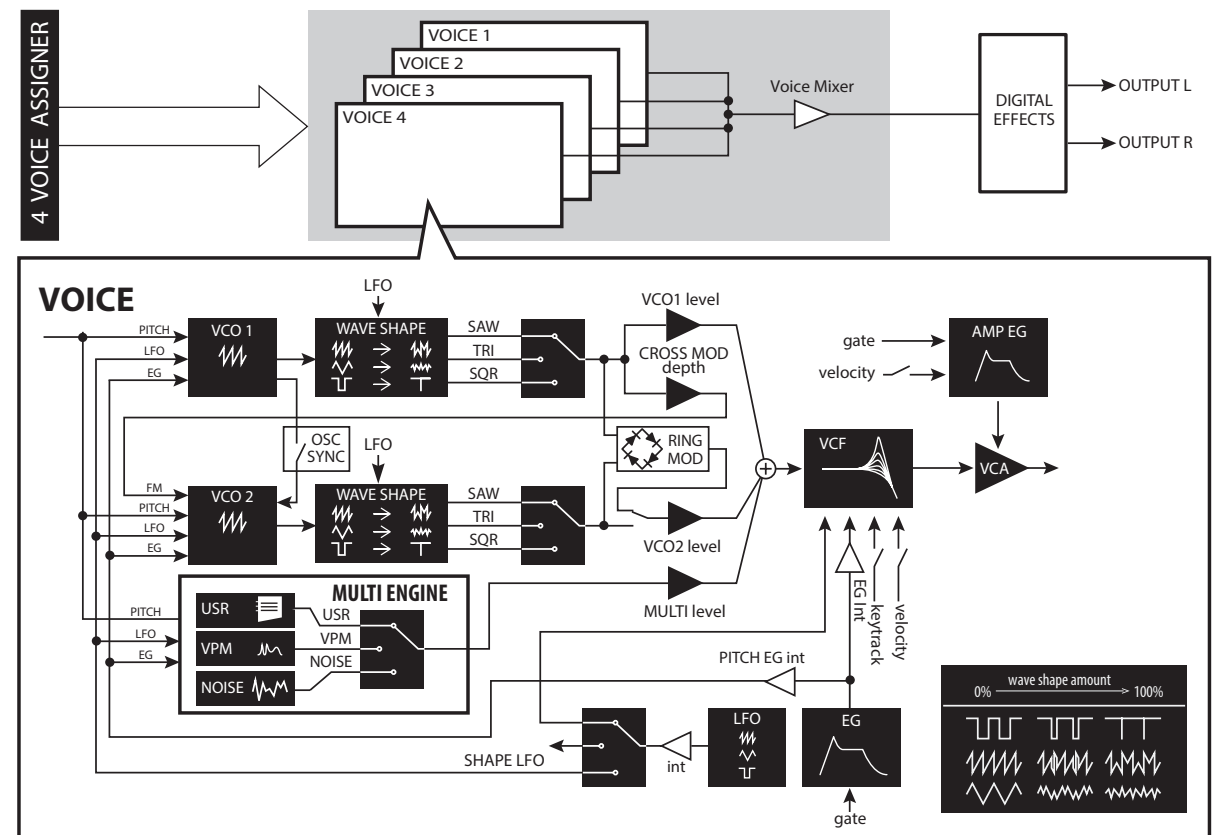 4 VOICE ASSIGNER
VOICE 1
VOICE 2
VOICE 3
VOICE 4
Voice Mixer
DIGITAL
EFFECTS
OUTPUT L
OUTPUT R
VOICE
PITCH
LFO
EG
VCO 1
LFO
WAVE SHAPE
SAW
TRI
SQR
VCO1 level
CROSS MOD
depth
gate
velocity
AMP EG
OSC
SYNC
LFO
RING
MOD
VCF
VCA
FM
PITCH
LFO
EG
VCO 2
WAVE SHAPE
SAW
TRI
SQR
VCO2 level
MULTI ENGINE
PITCH
LFO
EG
USR
VPM
NOISE
USR
VPM
NOISE
MULTI level
EG Int
keytrack
velocity
PITCH EG int
SHAPE LFO
int
LFO
EG
gate
wave shape amount
0%
100%